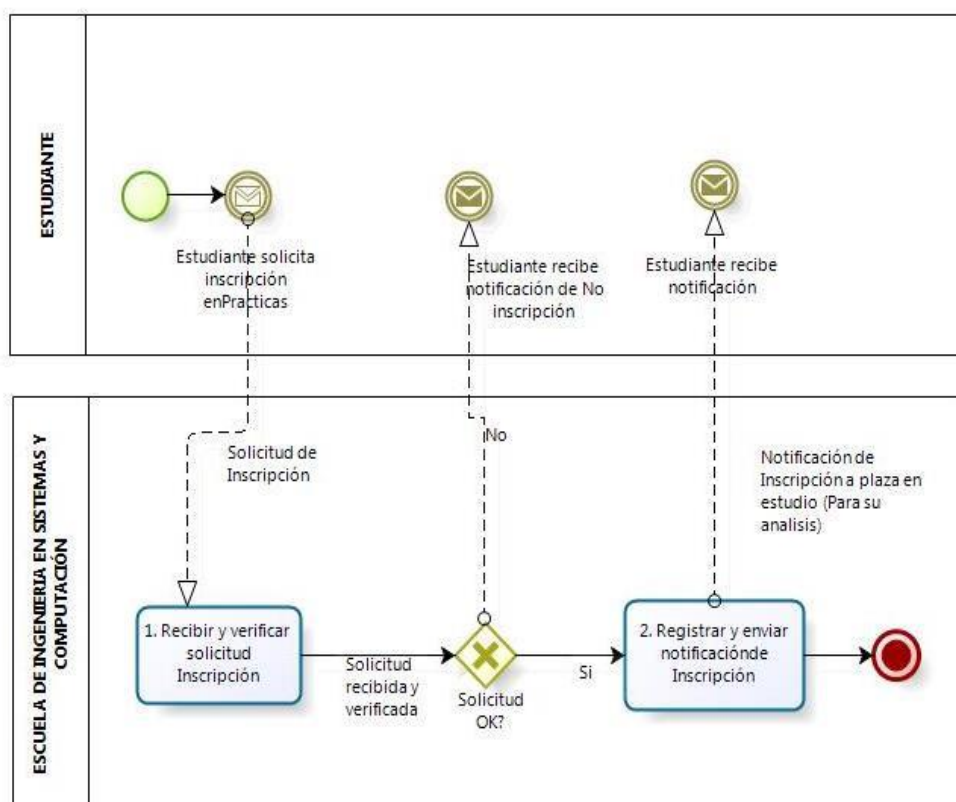 ESTUDIANTE
Estudiante solicita
inscripción
enPracticas
Estudiante recibe
notificación de No
inscripción
Estudiante recibe
notificación
ESCUELA DE INGENIERIA EN SISTEMAS Y
COMPUTACIÓN
Solicitud de
Inscripción
No
Notificación de
Inscripción a plaza en
estudio (Para su
analisis)
1. Recibir y verificar
solicitud
Inscripción
Solicitud
recibida y
verificada
Solicitud
OK?
Si
2. Registrar y enviar
notificaciónde
Inscripción